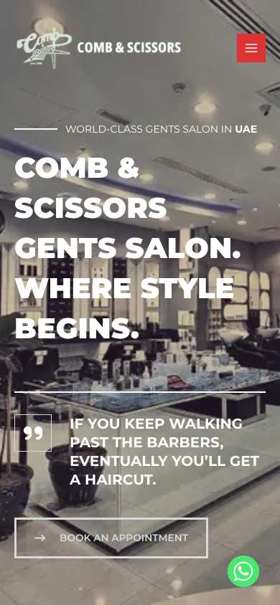 Comb
COMB & SCISSORS
WORLD-CLASS GENTS SALON IN UAE
COMB &
SCISSORS
GENTS SALON.
WHERE STYLE
BEGINS.
IF YOU KEEP WALKING
PAST THE BARBERS,
EVENTUALLY YOU’LL GET
A HAIRCUT.
BOOK AN APPOINTMENT